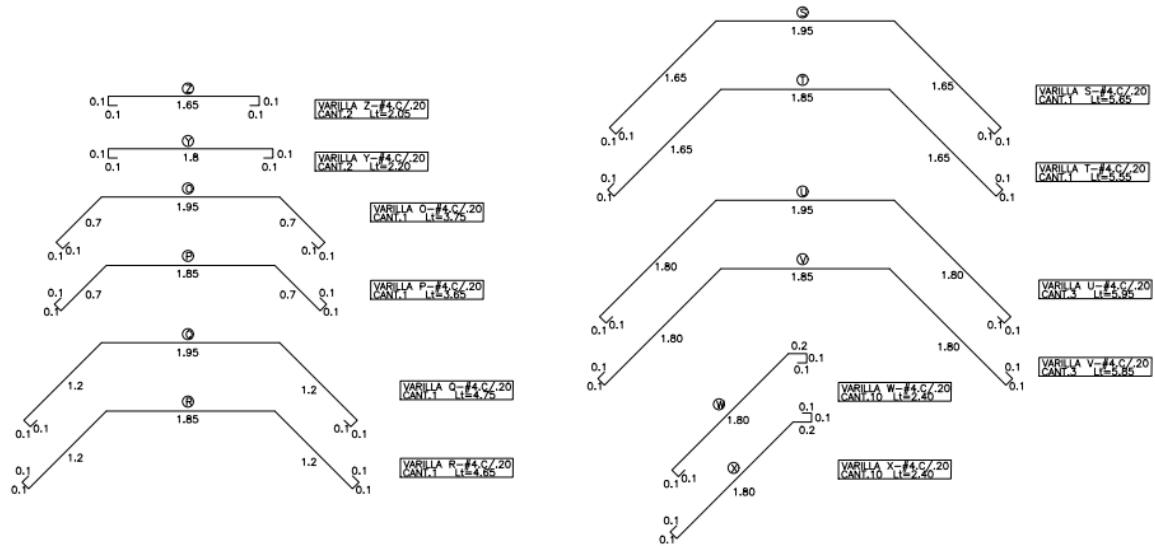 Z
0.1 1.65 0.1
0.1 0.1
VARILLA Z-#4.C/.20
CANT.2 Lt=2.05
Y
0.1 1.8 0.1
0.1 0.1
VARILLA Y-#4.C/.20
CANT.2 Lt=2.20
O
1.95
0.7 0.7
0.1 0.1 0.1 0.1
VARILLA O-#4.C/.20
CANT.1 Lt=3.75
P
1.85
0.1 0.7 0.7 0.1
0.1 0.1
VARILLA P-#4.C/.20
CANT.1 Lt=3.65
Q
1.95
1.2 1.2
0.1 0.1 0.1 0.1
VARILLA Q-#4.C/.20
CANT.1 Lt=4.75
R
1.85
1.2 1.2
0.1 0.1
0.1 0.1
VARILLA R-#4.C/.20
CANT.1 Lt=4.65
S
1.95
1.65 1.65
0.1 0.1 0.1 0.1
VARILLA S-#4.C/.20
CANT.1 Lt=5.65
T
1.85
1.65 1.65
0.1 0.1
0.1 0.1
VARILLA T-#4.C/.20
CANT.1 Lt=5.55
U
1.95
1.80 1.80
0.1 0.1 0.1 0.1
VARILLA U-#4.C/.20
CANT.3 Lt=5.95
V
1.85
1.80 1.80
0.1 0.1
0.1 0.1
VARILLA V-#4.C/.20
CANT.3 Lt=5.85
0.2
0.1
0.1
W
1.80
0.1 0.1
VARILLA W-#4.C/.20
CANT.10 Lt=2.40
0.1
0.1
0.2
X
1.80
0.1
0.1
VARILLA X-#4.C/.20
CANT.10 Lt=2.40